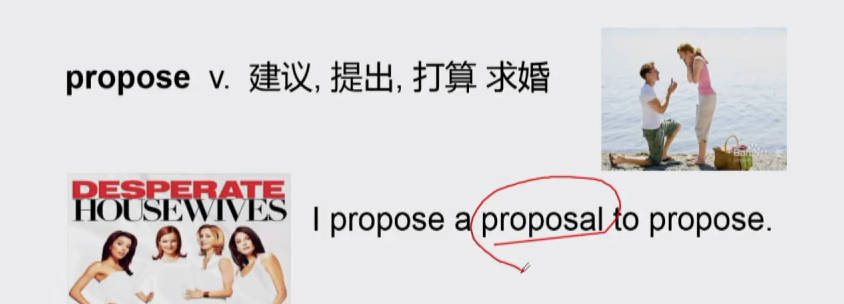 propose v. 建议, 提出, 打算 求婚
DESPERATE
HOUSEWIVES
I propose a proposal to propose.